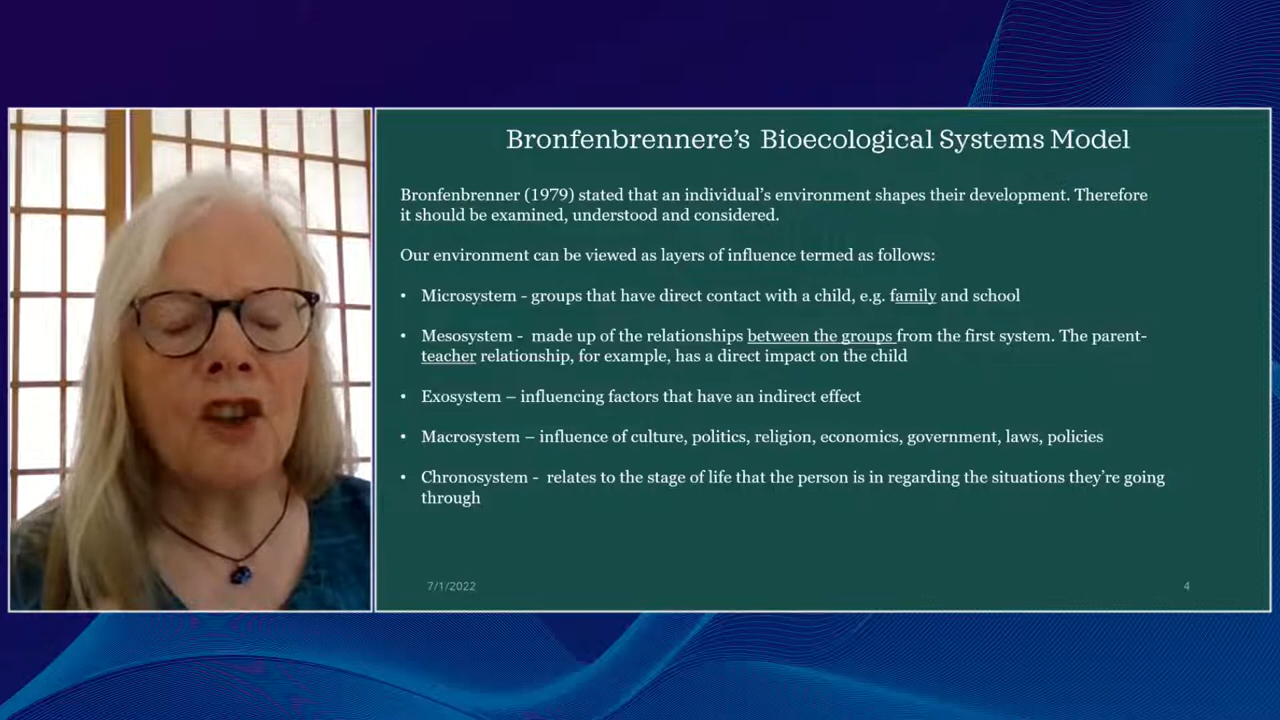 Bronfenbrennere's Bioecological Systems Model
Bronfenbrenner (1979) stated that an individual's environment shapes their development. Therefore
it should be examined, understood and considered.
Our environment can be viewed as layers of influence termed as follows:
• Microsystem - groups that have direct contact with a child, e.g. family and school
• Mesosystem - made up of the relationships between the groups from the first system. The parent-
teacher relationship, for example, has a direct impact on the child
• Exosystem – influencing factors that have an indirect effect
• Macrosystem – influence of culture, politics, religion, economics, government, laws, policies
• Chronosystem - relates to the stage of life that the person is in regarding the situations they're going
through
7/1/2022
4